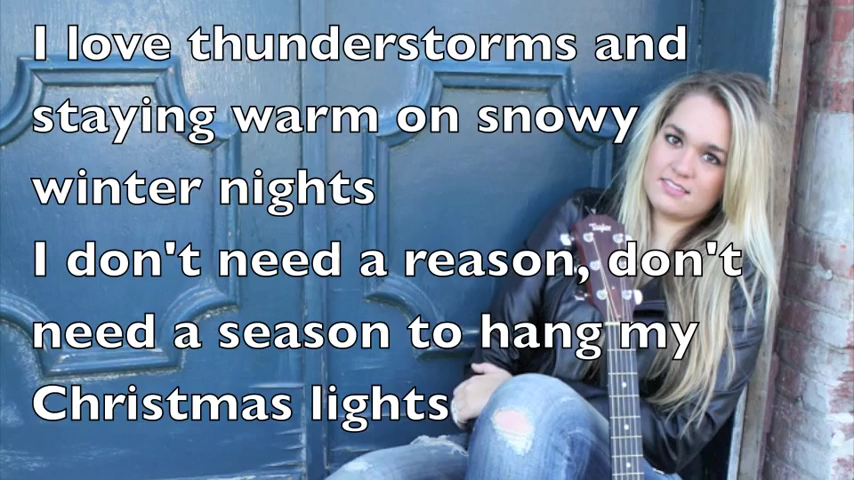 I love thunderstorms and
staying warm on snowy
winter nights
I don't need a reason, don't
need a season to hang my
Christmas lights
Taylor